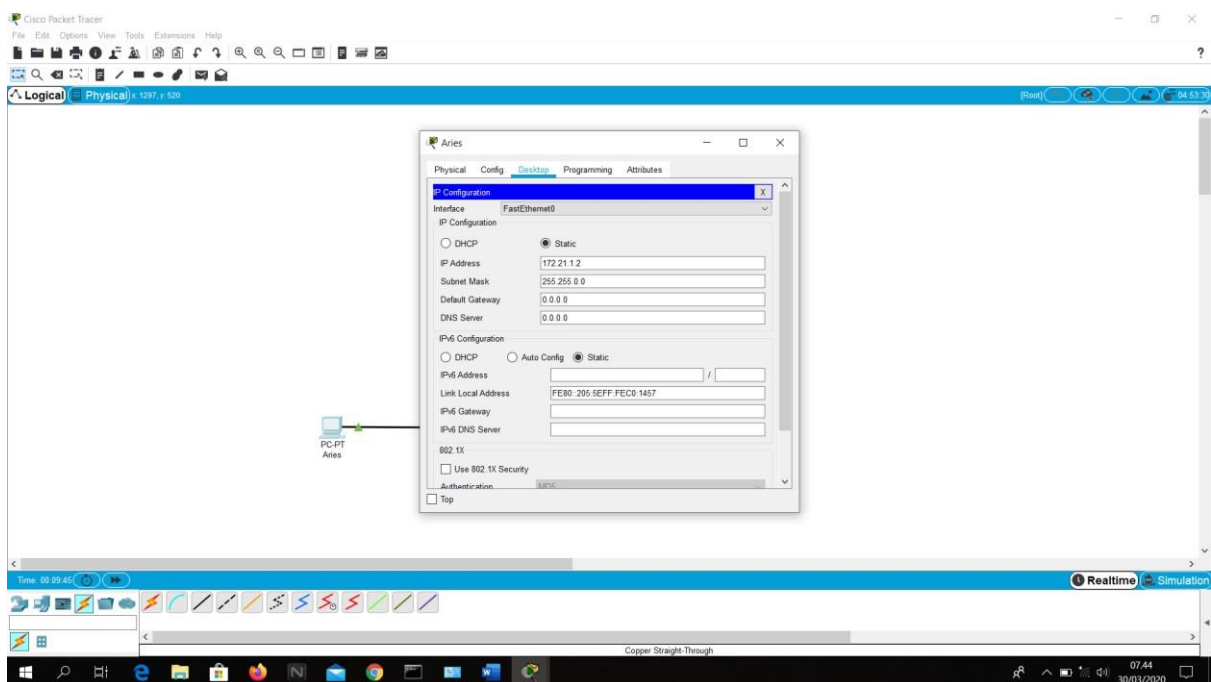 Cisco Packet Tracer
File Edit Options View Tools Extensions Help
?
Logical Physical x: 1297, y: 520 [Root] 04:53:30
Aries
Physical Config Desktop Programming Attributes
IP Configuration X
Interface FastEthernet0
IP Configuration
DHCP Static
IP Address 172.21.1.2
Subnet Mask 255.255.0.0
Default Gateway 0.0.0.0
DNS Server 0.0.0.0
IPv6 Configuration
DHCP Auto Config Static
IPv6 Address /
Link Local Address FE80::205:5EFF:FEC0:1457
IPv6 Gateway
IPv6 DNS Server
802.1X
Use 802.1X Security
Authentication MD5
Top
PC-PT
Aries
Time: 00:09:45 Realtime Simulation
Copper Straight-Through
07.44
30/03/2020